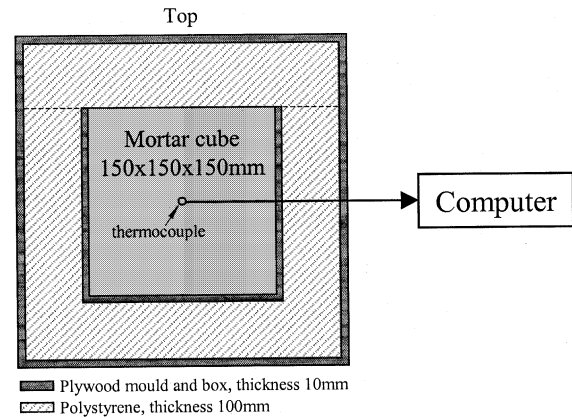 Top
Mortar cube
150x150x150mm
thermocouple
Computer
Plywood mould and box, thickness 10mm
Polystyrene, thickness 100mm